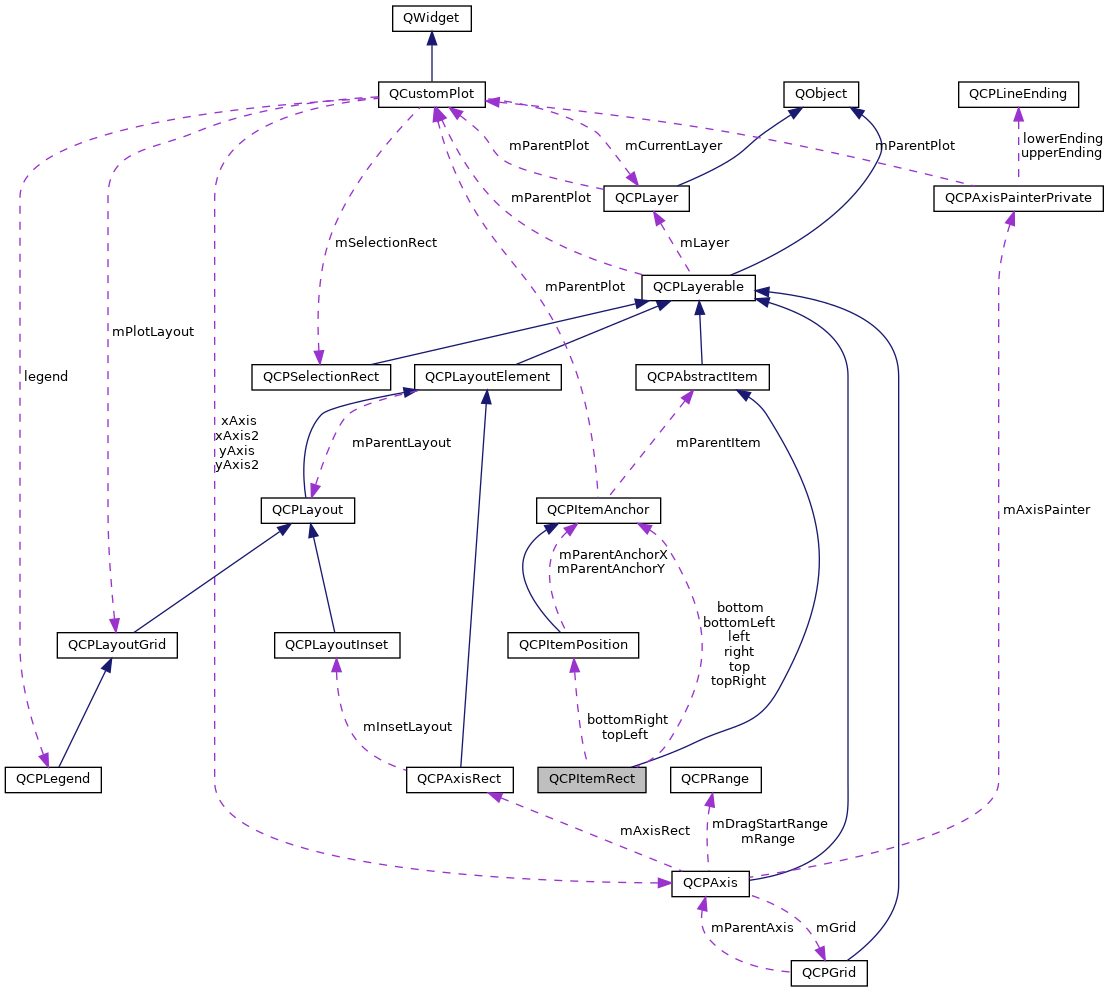 QWidget
QCustomPlot
QObject
QCPLineEnding
mParentPlot
mCurrentLayer
mParentPlot
lowerEnding
upperEnding
mParentPlot
QCPLayer
QCPAxisPainterPrivate
mSelectionRect
mLayer
mParentPlot
QCPLayerable
mPlotLayout
legend
QCPSelectionRect
QCPLayoutElement
QCPAbstractItem
xAxis
xAxis2
yAxis
yAxis2
mParentLayout
mParentItem
QCPLayout
QCPItemAnchor
mAxisPainter
mParentAnchorX
mParentAnchorY
bottom
bottomLeft
left
right
top
topRight
QCPLayoutGrid
QCPLayoutInset
QCPItemPosition
mInsetLayout
bottomRight
topLeft
QCPLegend
QCPAxisRect
QCPItemRect
QCPRange
mAxisRect
mDragStartRange
mRange
QCPAxis
mParentAxis
mGrid
QCPGrid